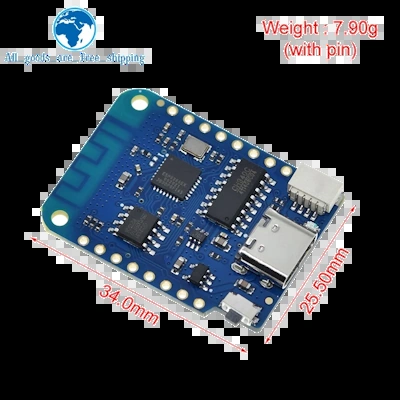 Weight : 7.90g
(with pin)
All goods are free shipping
34.0mm
25.50mm